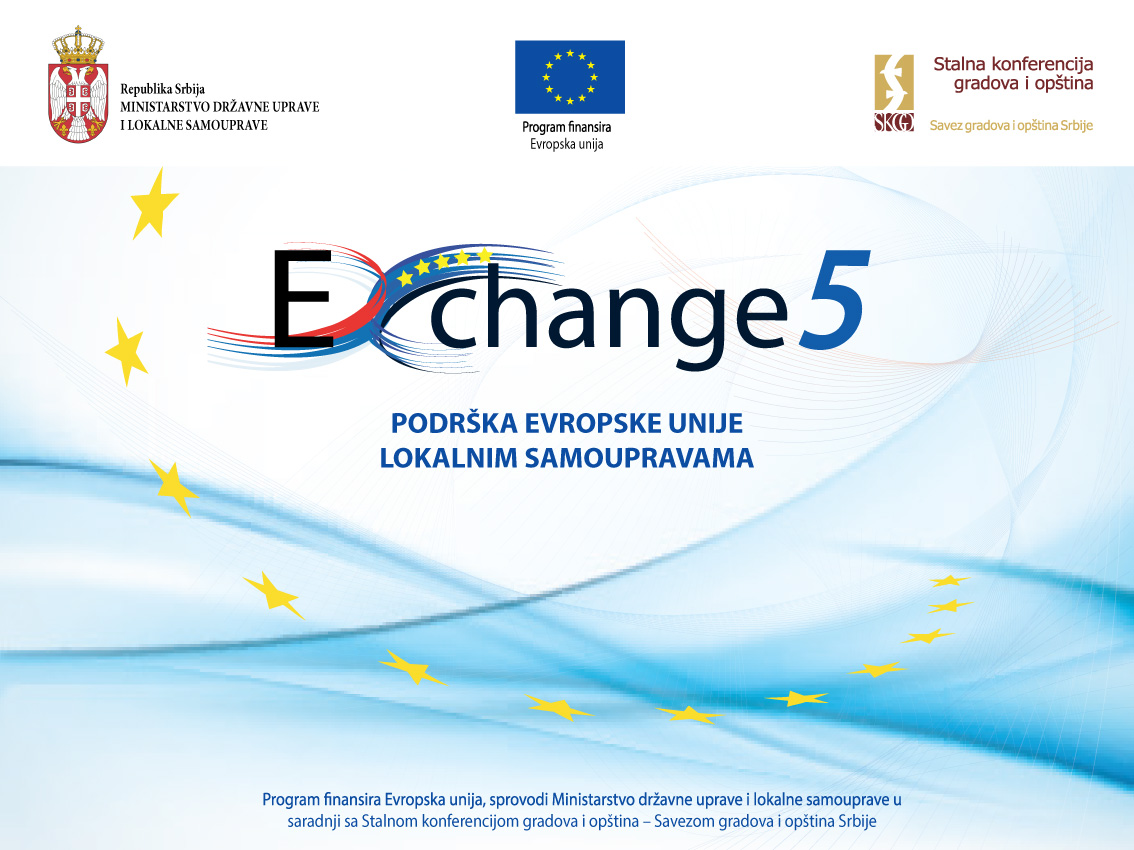 Republika Srbija
MINISTARSTVO DRŽAVNE UPRAVE
I LOKALNE SAMOUPRAVE
Program finansira
Evropska unija
SKGO
Stalna konferencija
gradova i opština
Savez gradova i opština Srbije
Exchange 5
PODRŠKA EVROPSKE UNIJE
LOKALNIM SAMOUPRAVAMA
Program finansira Evropska unija, sprovodi Ministarstvo državne uprave i lokalne samouprave u
saradnji sa Stalnom konferencijom gradova i opština – Savezom gradova i opština Srbije